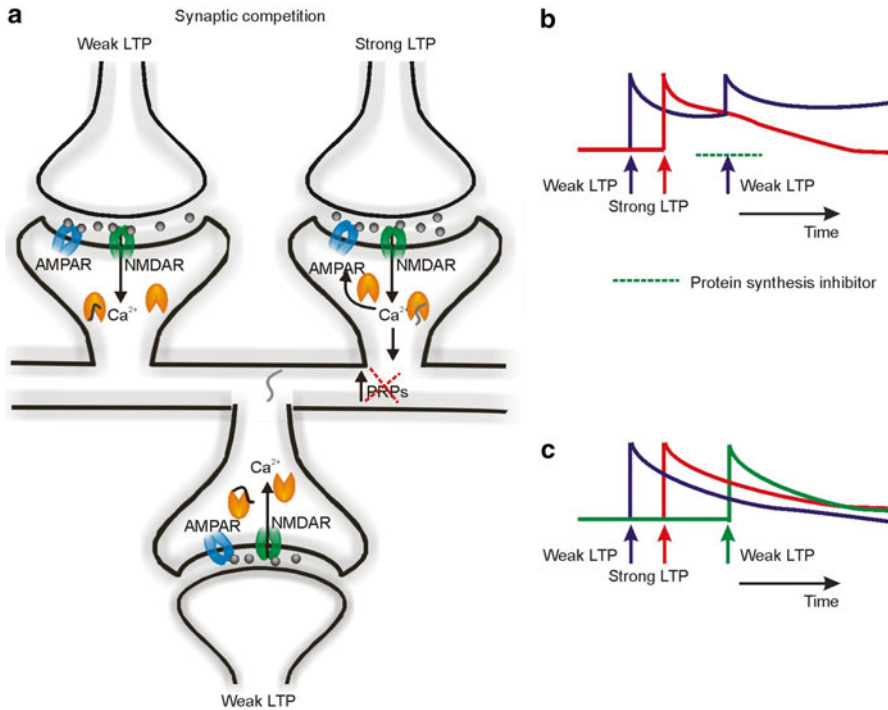 a
Synaptic competition
Weak LTP
Strong LTP
AMPAR
NMDAR
Ca2+
AMPAR
NMDAR
Ca2+
PRPs
Ca2+
AMPAR
NMDAR
Weak LTP
b
Weak LTP
Weak LTP
Strong LTP
Time
Protein synthesis inhibitor
c
Weak LTP
Weak LTP
Strong LTP
Time